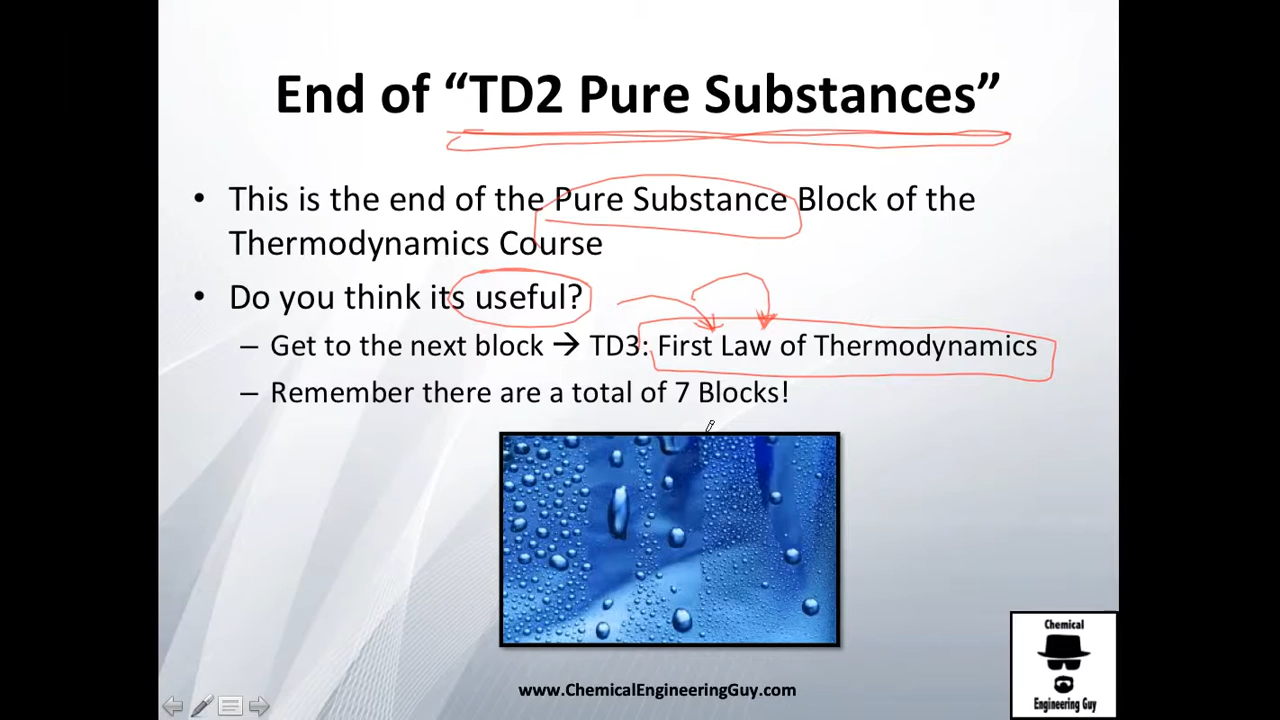 End of “TD2 Pure Substances”
• This is the end of the Pure Substance Block of the
Thermodynamics Course
• Do you think its useful?
– Get to the next block → TD3: First Law of Thermodynamics
– Remember there are a total of 7 Blocks!
www.ChemicalEngineeringGuy.com
Chemical
Engineering Guy